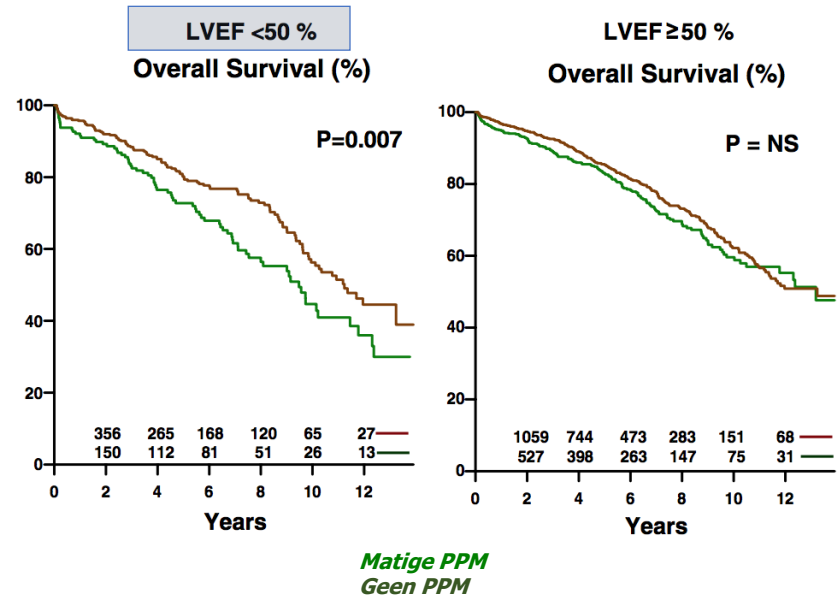 LVEF <50 %
Overall Survival (%)
P=0.007
100
80
60
40
20
0
356 265 168 120 65 27
150 112 81 51 26 13
0 2 4 6 8 10 12
Years
LVEF≥50 %
Overall Survival (%)
P = NS
100
80
60
40
20
0
1059 744 473 283 151 68
527 398 263 147 75 31
0 2 4 6 8 10 12
Years
Matige PPM
Geen PPM